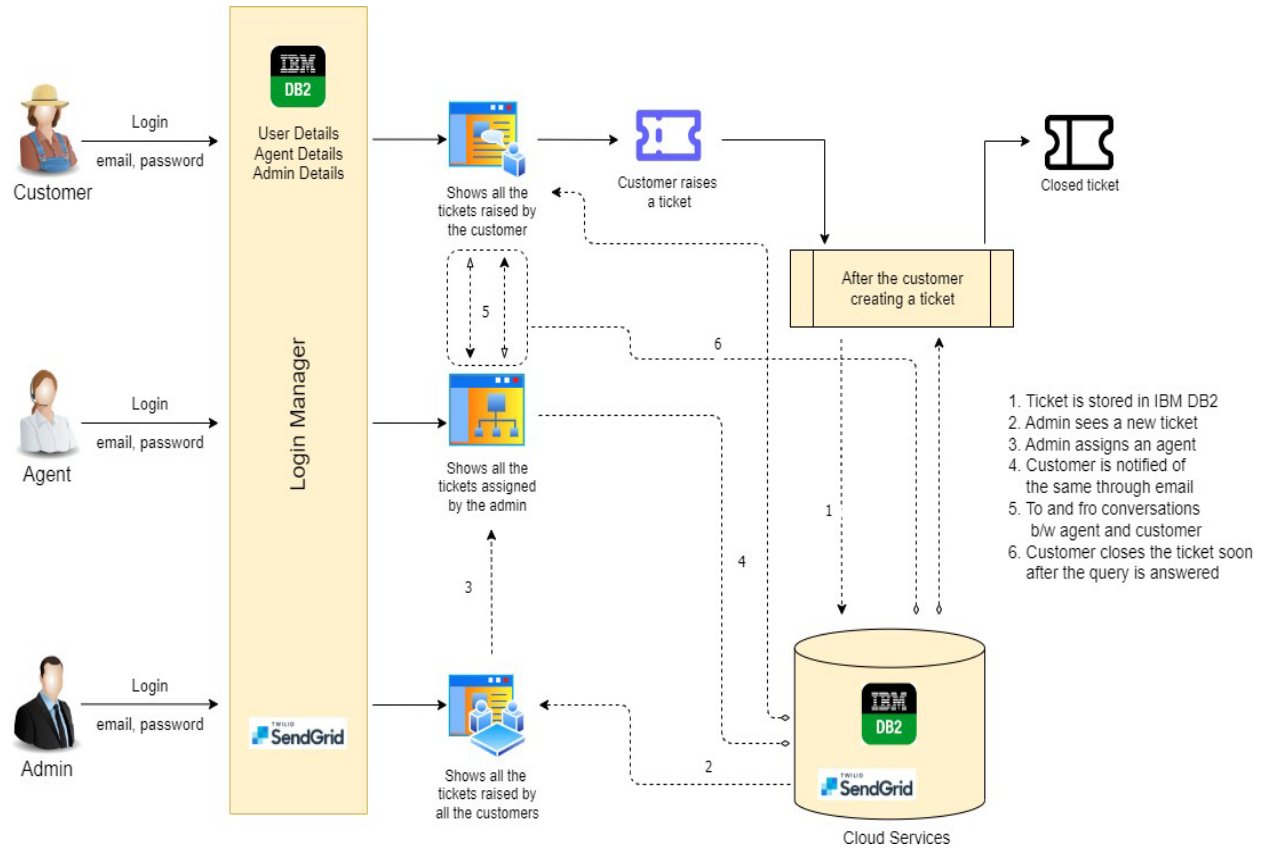 IBM
DB2
User Details
Agent Details
Admin Details
Login Manager
TWILIO
SendGrid
Login
email, password
Customer
Login
email, password
Agent
Login
email, password
Admin
Shows all the
tickets raised by
the customer
Customer raises
a ticket
Closed ticket
After the customer
creating a ticket
5
6
Shows all the
tickets assigned
by the admin
1
4
3
2
Shows all the
tickets raised by
all the customers
1. Ticket is stored in IBM DB2
2. Admin sees a new ticket
3. Admin assigns an agent
4. Customer is notified of
the same through email
5. To and fro conversations
b/w agent and customer
6. Customer closes the ticket soon
after the query is answered
IBM
DB2
TWILIO
SendGrid
Cloud Services